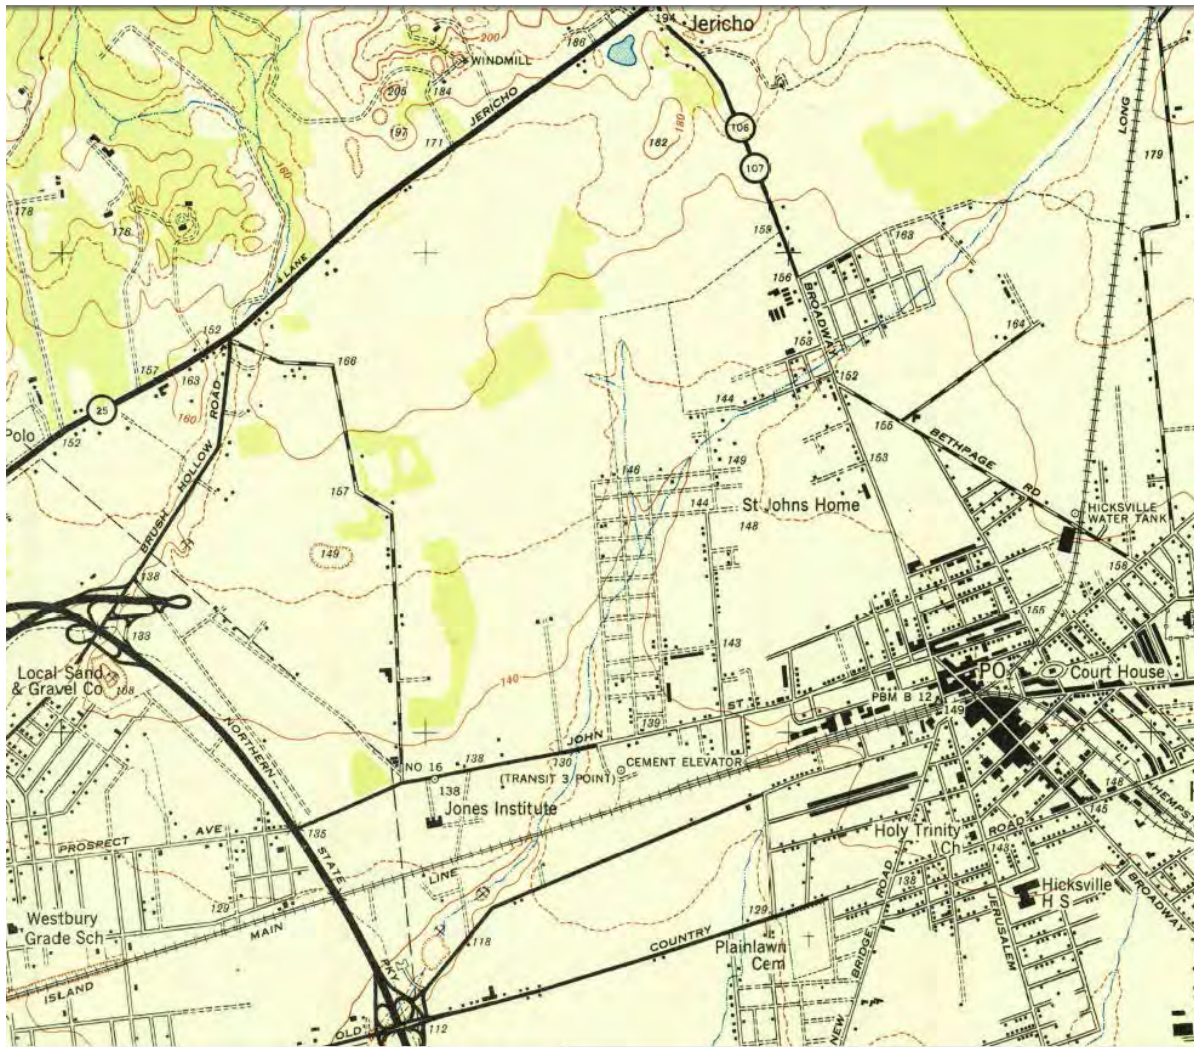 194
Jericho
186
200
WINDMILL
205
184
197
171
JERICHO
182
180
106
107
LONG
179
178
176
180
LANE
159
163
156
BROADWAY
164
152
157
163
160
25
Polo
152
ROAD
HOLLOW
BRUSH
166
153
152
144
155
BETHPAGE
RD
153
157
146
149
144
St Johns Home
148
HICKSVILLE
WATER TANK
158
149
138
133
Local Sand
& Gravel Co
108
143
155
PO
Court House
PBM B 12
149
140
ST
139
JOHN
NORTHERN
STATE
PKY
NO 16
138
138
130
(TRANSIT 3 POINT)
CEMENT ELEVATOR
Jones Institute
135
PROSPECT
AVE
148
145
HEMPS
Holy Trinity
Ch
ROAD
143
138
LINE
129
MAIN
ISLAND
Westbury
Grade Sch
129
118
COUNTRY
Plainlawn
Cem
NEW
BRIDGE
ROAD
JERUSALEM
Hicksville
H S
BROADWAY
OLD
112